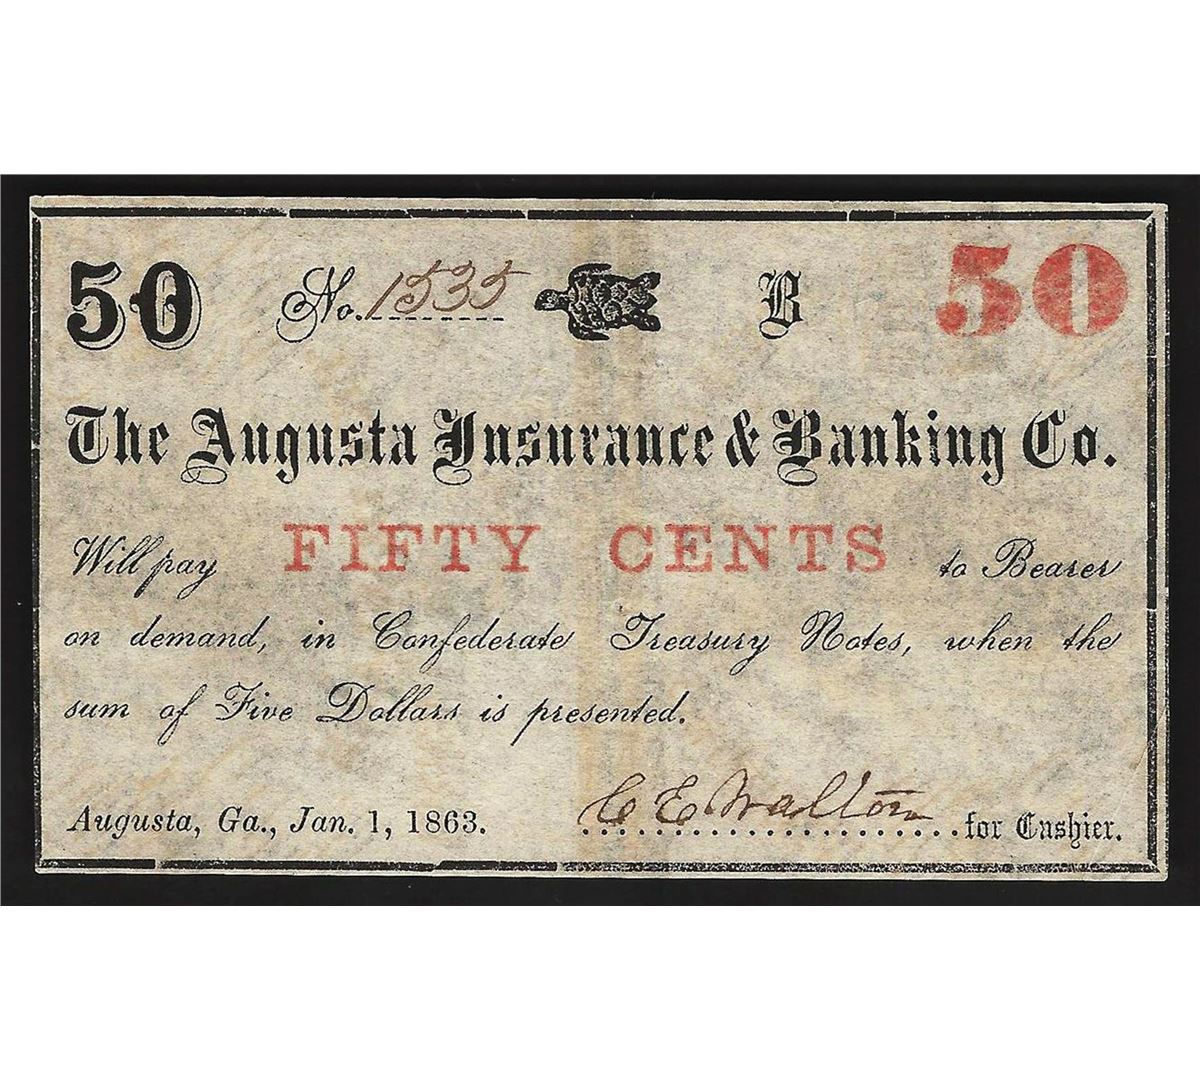 50 No. 1535 B 50
The Augusta Insurance & Banking Co.
Will pay FIFTY CENTS to Bearer
on demand, in Confederate Treasury Notes, when the
sum of Five Dollars is presented.
Augusta, Ga., Jan. 1, 1863. C E Walton for Cashier.